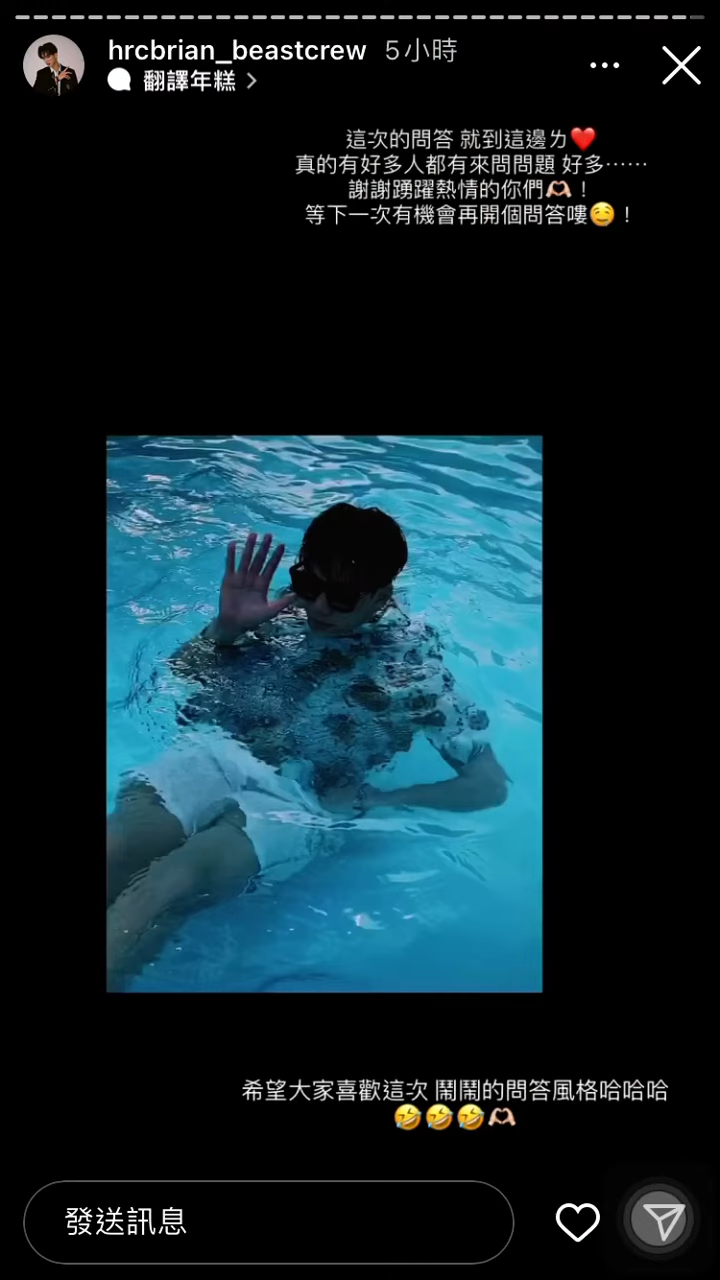 hrcbrian_beastcrew 5小時
翻譯年糕
這次的問答 就到這邊ㄌ❤️
真的有好多人都有來問問題 好多⋯⋯
謝謝踴躍熱情的你們🫶🏻！
等下一次有機會再開個問答嘍🤤！
希望大家喜歡這次 鬧鬧的問答風格哈哈哈
🤣🤣🤣🫶🏻
發送訊息